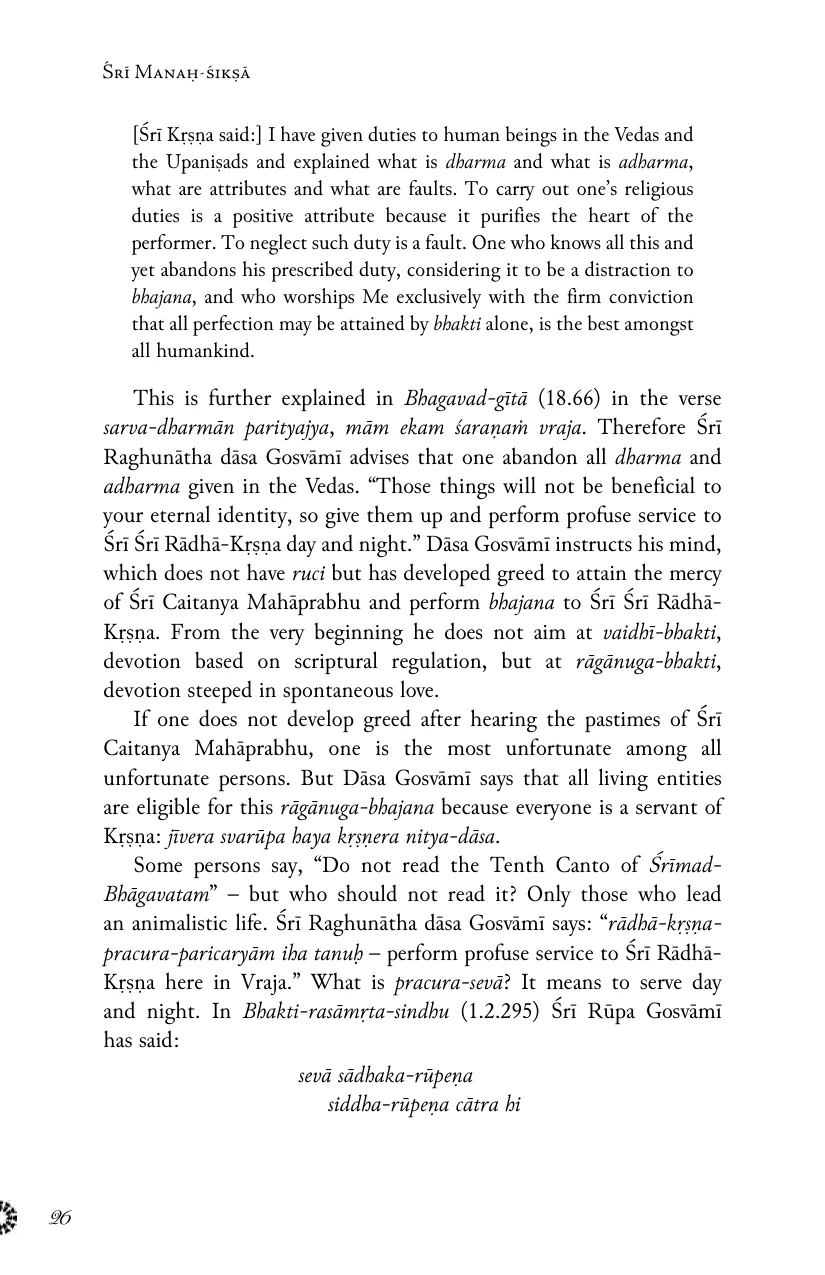 Śrī Manaḥ-śikṣā
[Śrī Kṛṣṇa said:] I have given duties to human beings in the Vedas and
the Upaniṣads and explained what is dharma and what is adharma,
what are attributes and what are faults. To carry out one’s religious
duties is a positive attribute because it purifies the heart of the
performer. To neglect such duty is a fault. One who knows all this and
yet abandons his prescribed duty, considering it to be a distraction to
bhajana, and who worships Me exclusively with the firm conviction
that all perfection may be attained by bhakti alone, is the best amongst
all humankind.
This is further explained in Bhagavad-gītā (18.66) in the verse
sarva-dharmān parityajya, mām ekam śaraṇaṁ vraja. Therefore Śrī
Raghunātha dāsa Gosvāmī advises that one abandon all dharma and
adharma given in the Vedas. “Those things will not be beneficial to
your eternal identity, so give them up and perform profuse service to
Śrī Śrī Rādhā-Kṛṣṇa day and night.” Dāsa Gosvāmī instructs his mind,
which does not have ruci but has developed greed to attain the mercy
of Śrī Caitanya Mahāprabhu and perform bhajana to Śrī Śrī Rādhā-
Kṛṣṇa. From the very beginning he does not aim at vaidhī-bhakti,
devotion based on scriptural regulation, but at rāgānuga-bhakti,
devotion steeped in spontaneous love.
If one does not develop greed after hearing the pastimes of Śrī
Caitanya Mahāprabhu, one is the most unfortunate among all
unfortunate persons. But Dāsa Gosvāmī says that all living entities
are eligible for this rāgānuga-bhajana because everyone is a servant of
Kṛṣṇa: jīvera svarūpa haya kṛṣṇera nitya-dāsa.
Some persons say, “Do not read the Tenth Canto of Śrīmad-
Bhāgavatam” – but who should not read it? Only those who lead
an animalistic life. Śrī Raghunātha dāsa Gosvāmī says: “rādhā-kṛṣṇa-
pracura-paricaryām iha tanuḥ – perform profuse service to Śrī Rādhā-
Kṛṣṇa here in Vraja.” What is pracura-sevā? It means to serve day
and night. In Bhakti-rasāmṛta-sindhu (1.2.295) Śrī Rūpa Gosvāmī
has said:
sevā sādhaka-rūpeṇa
siddha-rūpeṇa cātra hi
26